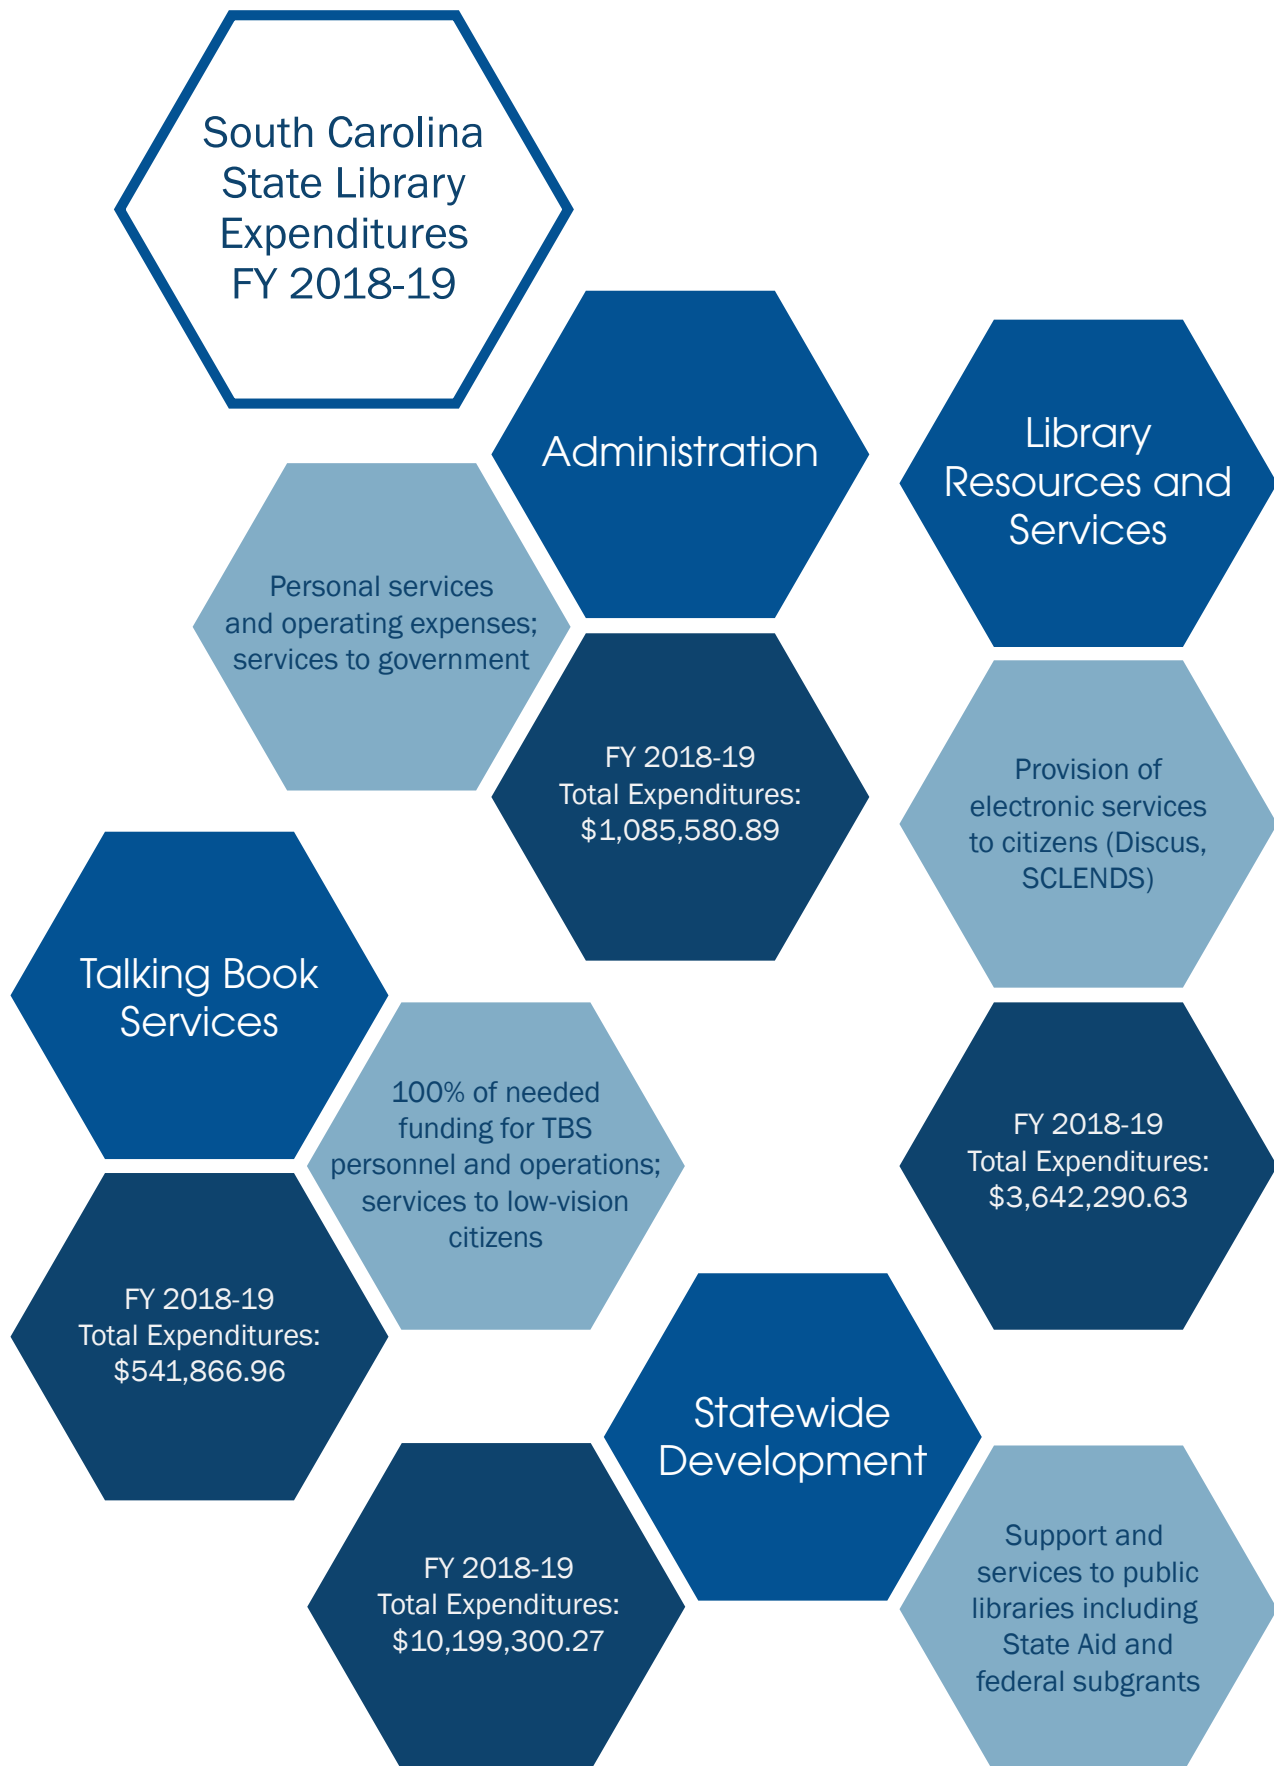 South Carolina
State Library
Expenditures
FY 2018-19
Administration
Personal services
and operating expenses;
services to government
FY 2018-19
Total Expenditures:
$1,085,580.89
Library
Resources and
Services
Provision of
electronic services
to citizens (Discus,
SCLENDS)
FY 2018-19
Total Expenditures:
$3,642,290.63
Talking Book
Services
100% of needed
funding for TBS
personnel and operations;
services to low-vision
citizens
FY 2018-19
Total Expenditures:
$541,866.96
Statewide
Development
FY 2018-19
Total Expenditures:
$10,199,300.27
Support and
services to public
libraries including
State Aid and
federal subgrants